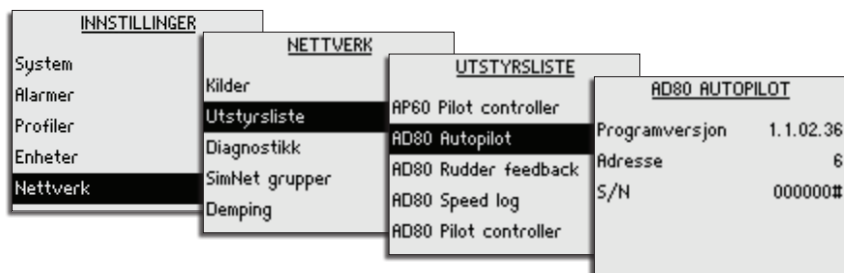 INNSTILLINGER
System
Alarmer
Profiler
Enheter
Nettverk
NETTVERK
Kilder
Utstyrsliste
Diagnostikk
SimNet grupper
Demping
UTSTYRSLISTE
AP60 Pilot controller
AD80 Autopilot
AD80 Rudder feedback
AD80 Speed log
AD80 Pilot controller
AD80 AUTOPILOT
Programversjon 1.1.02.36
Adresse 6
S/N 000000#